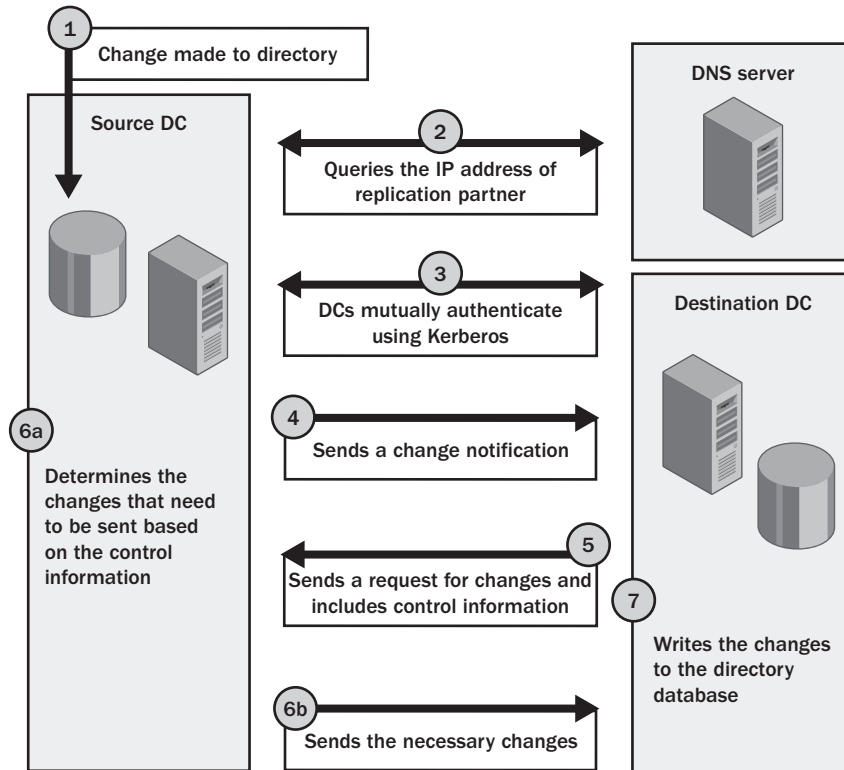 1
Change made to directory
Source DC
DNS server
2
Queries the IP address of
replication partner
3
DCs mutually authenticate
using Kerberos
Destination DC
4
Sends a change notification
6a
Determines the
changes that need
to be sent based
on the control
information
5
Sends a request for changes and
includes control information
7
Writes the changes
to the directory
database
6b
Sends the necessary changes